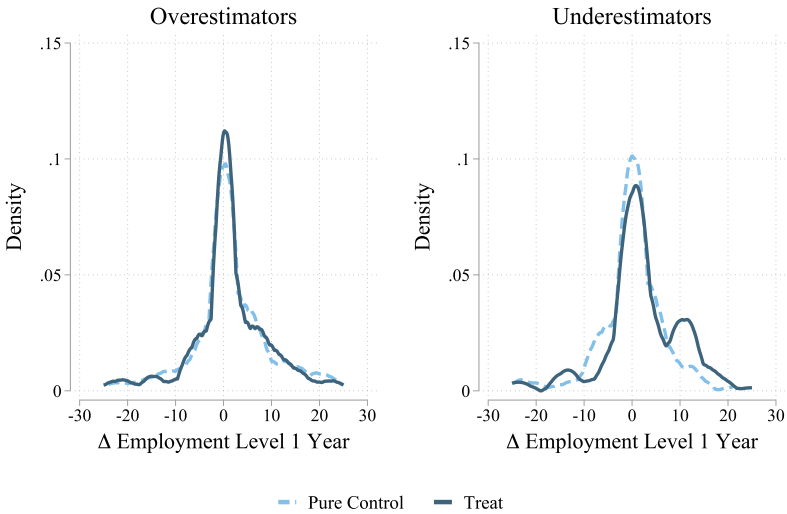 Overestimators
Underestimators
Density
.15
.1
.05
0
-30 -20 -10 0 10 20 30
Δ Employment Level 1 Year
Density
.15
.1
.05
0
-30 -20 -10 0 10 20 30
Δ Employment Level 1 Year
Pure Control
Treat